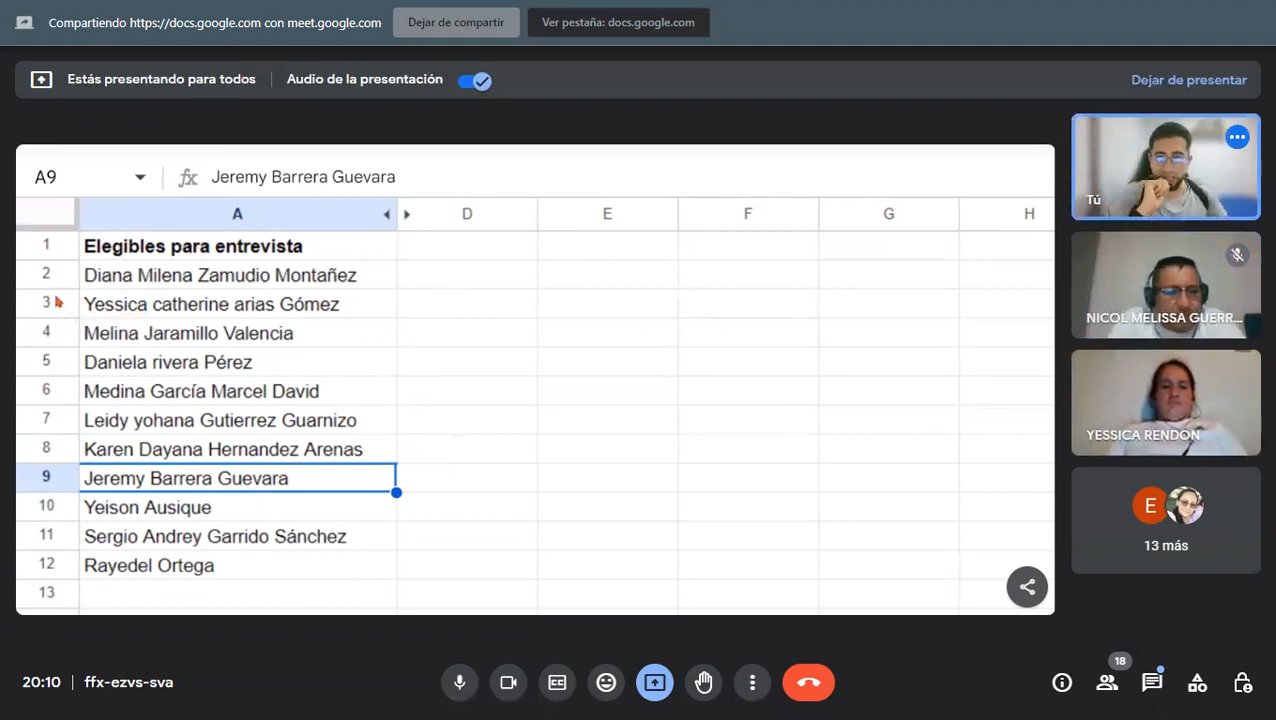 Compartiendo https://docs.google.com con meet.google.com
Dejar de compartir
Ver pestaña: docs.google.com
Estás presentando para todos
Audio de la presentación
Dejar de presentar
A9
fx
Jeremy Barrera Guevara
A D E F G H
1 Elegibles para entrevista
2 Diana Milena Zamudio Montañez
3 Yessica catherine arias Gómez
4 Melina Jaramillo Valencia
5 Daniela rivera Pérez
6 Medina García Marcel David
7 Leidy yohana Gutierrez Guarnizo
8 Karen Dayana Hernandez Arenas
9 Jeremy Barrera Guevara
10 Yeison Ausique
11 Sergio Andrey Garrido Sánchez
12 Rayedel Ortega
13
Tú
NICOL MELISSA GUERR...
YESSICA RENDON
E
13 más
20:10 | ffx-ezvs-sva
18